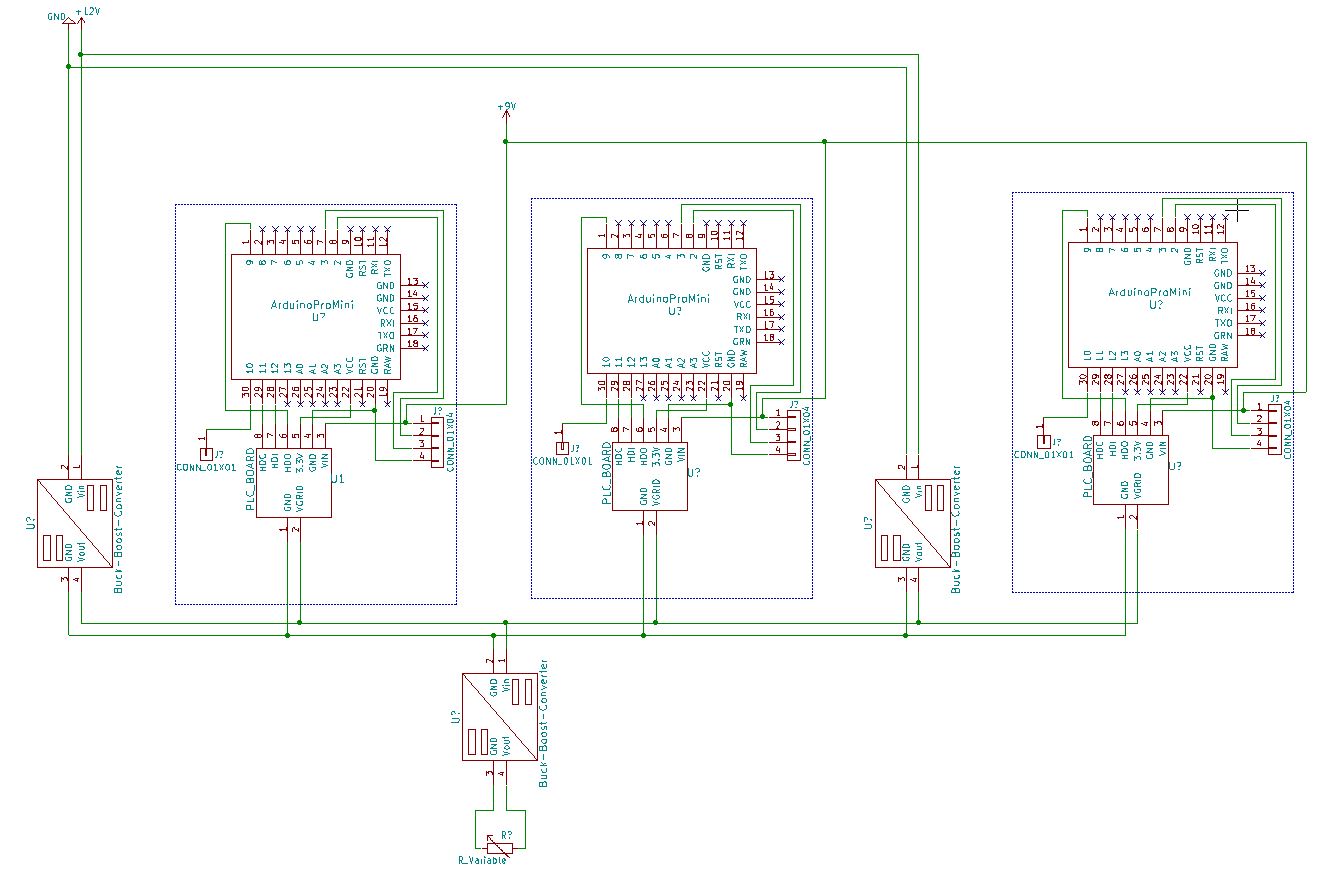 GND +12V
+9V
1 2 3 4 5 6 7 8 9 10 11 12
9 8 7 6 5 4 3 2 GND RST RXI TXO
GND 13
GND 14
VCC 15
RXI 16
TXO 17
GRN 18
ArduinoProMini
U?
10 11 12 13 A0 A1 A2 A3 VCC RST GND RAW
30 29 28 27 26 25 24 23 22 21 20 19
J?
1
2
3
4
CONN_01X04
1
J?
CONN_01X01
8 7 6 5 4 3
HDC HDI HDO 3.3V GND VIN
PLC_BOARD
U1
GND VGRID
1 2
1 2 3 4 5 6 7 8 9 10 11 12
9 8 7 6 5 4 3 2 GND RST RXI TXO
GND 13
GND 14
VCC 15
RXI 16
TXO 17
GRN 18
ArduinoProMini
U?
10 11 12 13 A0 A1 A2 A3 VCC RST GND RAW
30 29 28 27 26 25 24 23 22 21 20 19
J?
1
2
3
4
CONN_01X04
1
J?
CONN_01X01
8 7 6 5 4 3
HDC HDI HDO 3.3V GND VIN
PLC_BOARD
U?
GND VGRID
1 2
1 2 3 4 5 6 7 8 9 10 11 12
9 8 7 6 5 4 3 2 GND RST RXI TXO
GND 13
GND 14
VCC 15
RXI 16
TXO 17
GRN 18
ArduinoProMini
U?
10 11 12 13 A0 A1 A2 A3 VCC RST GND RAW
30 29 28 27 26 25 24 23 22 21 20 19
J?
1
2
3
4
CONN_01X04
1
J?
CONN_01X01
8 7 6 5 4 3
HDC HDI HDO 3.3V GND VIN
PLC_BOARD
U?
GND VGRID
1 2
2 1
GND Vin
U?
Buck-Boost-Converter
GND Vout
3 4
2 1
GND Vin
U?
Buck-Boost-Converter
GND Vout
3 4
2 1
GND Vin
U?
Buck-Boost-Converter
GND Vout
3 4
R?
R_Variable